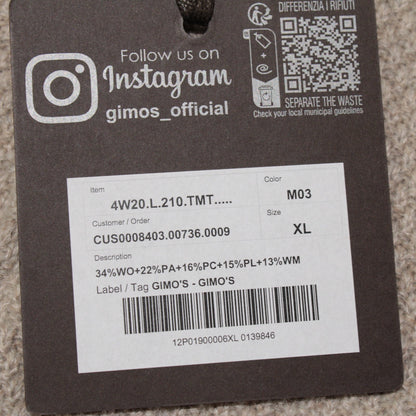 DIFFERENZIA I RIFIUTI
Follow us on
Instagram
gimos_official
SEPARATE THE WASTE
Check your local municipal guidelines
Item
4W20.L.210.TMT.....
Color
M03
Customer / Order
CUS0008403.00736.0009
Size
XL
Description
34%WO+22%PA+16%PC+15%PL+13%WM
Label / Tag GIMO'S - GIMO'S
12P01900006XL 0139846